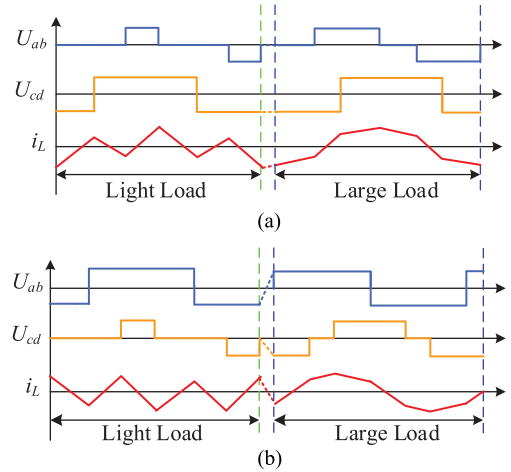 U_ab
U_cd
i_L
Light Load
Large Load
(a)
U_ab
U_cd
i_L
Light Load
Large Load
(b)